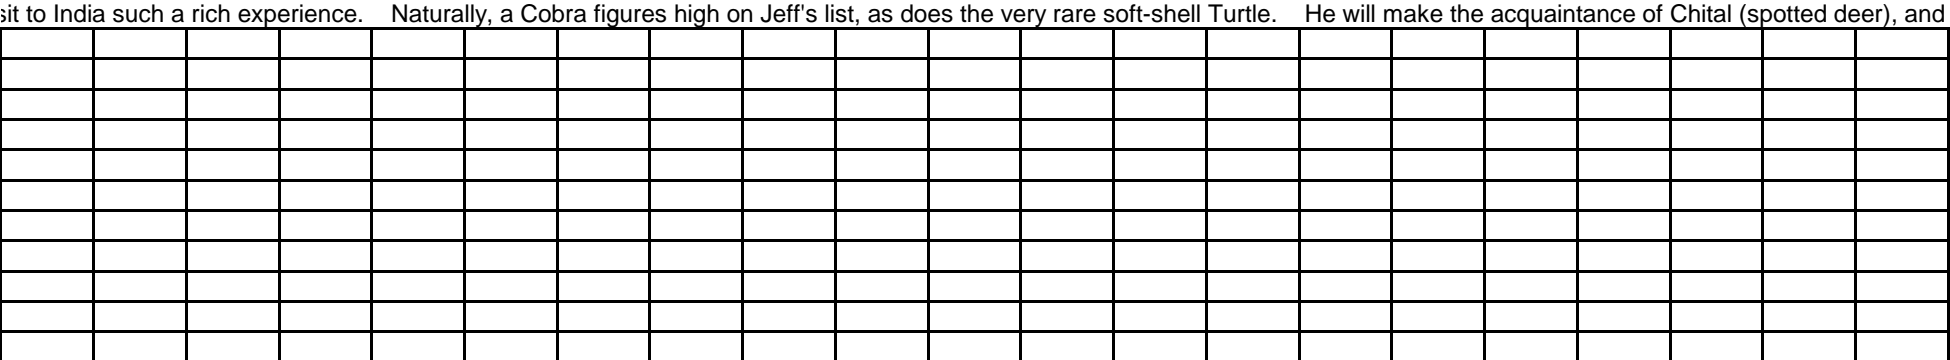 to India such a rich experience.    Naturally, a Cobra figures high on Jeff's list, as does the very rare soft-shell Turtle.    He will make the acquaintance of Chital (spotted deer), and